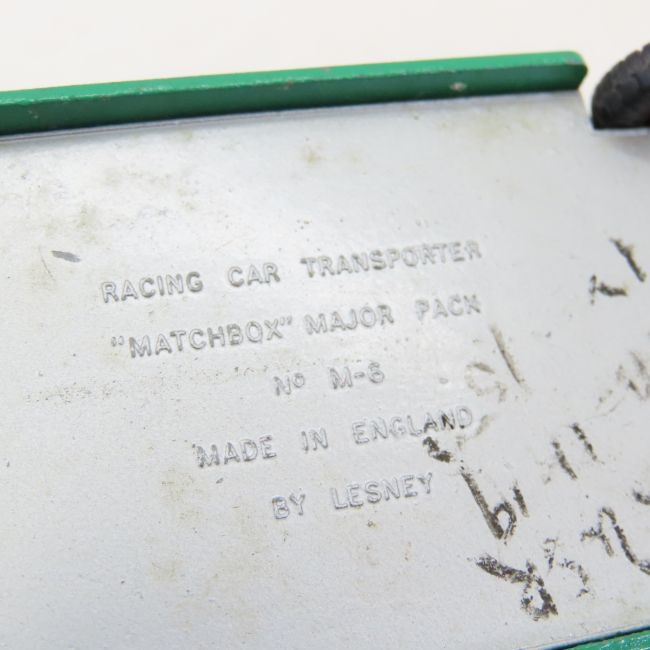 RACING CAR TRANSPORTER
"MATCHBOX" MAJOR PACK
Nº M-6
MADE IN ENGLAND
BY LESNEY